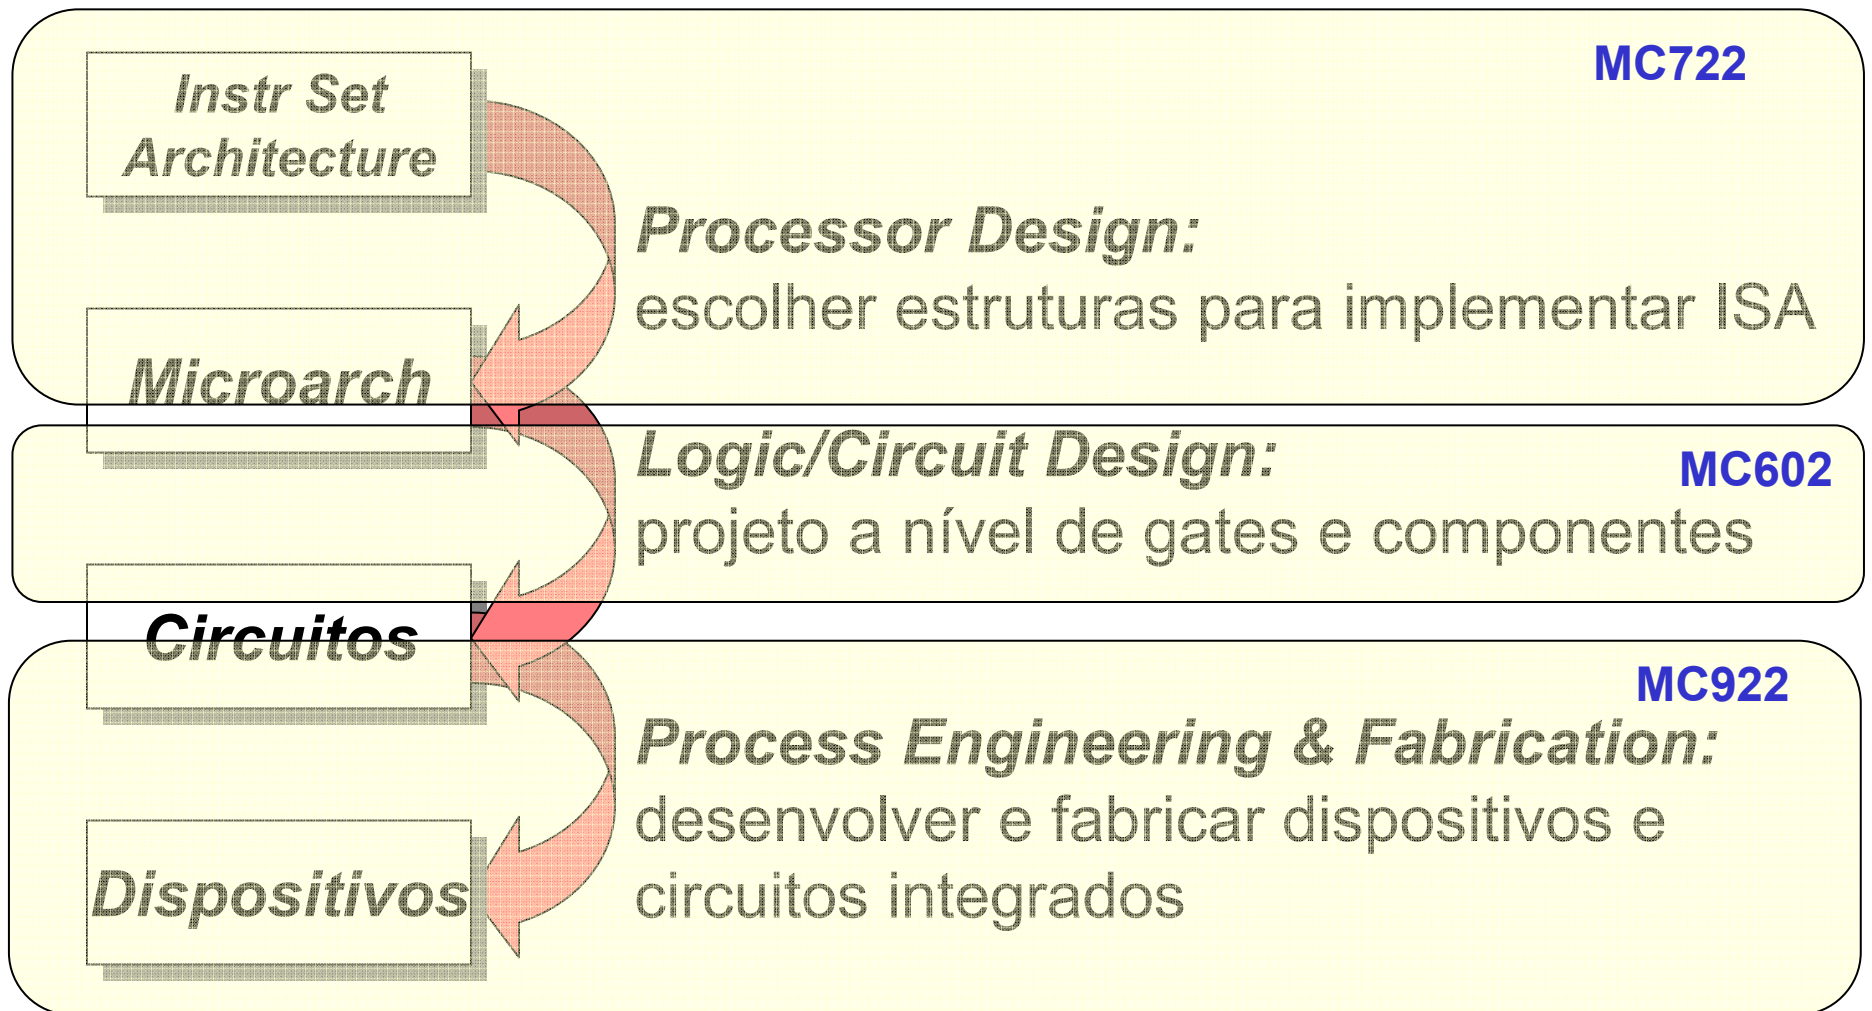 MC722
Instr Set
Architecture
Processor Design:
escolher estruturas para implementar ISA
Microarch
Logic/Circuit Design:
MC602
projeto a nível de gates e componentes
Circuitos
MC922
Process Engineering & Fabrication:
desenvolver e fabricar dispositivos e
circuitos integrados
Dispositivos